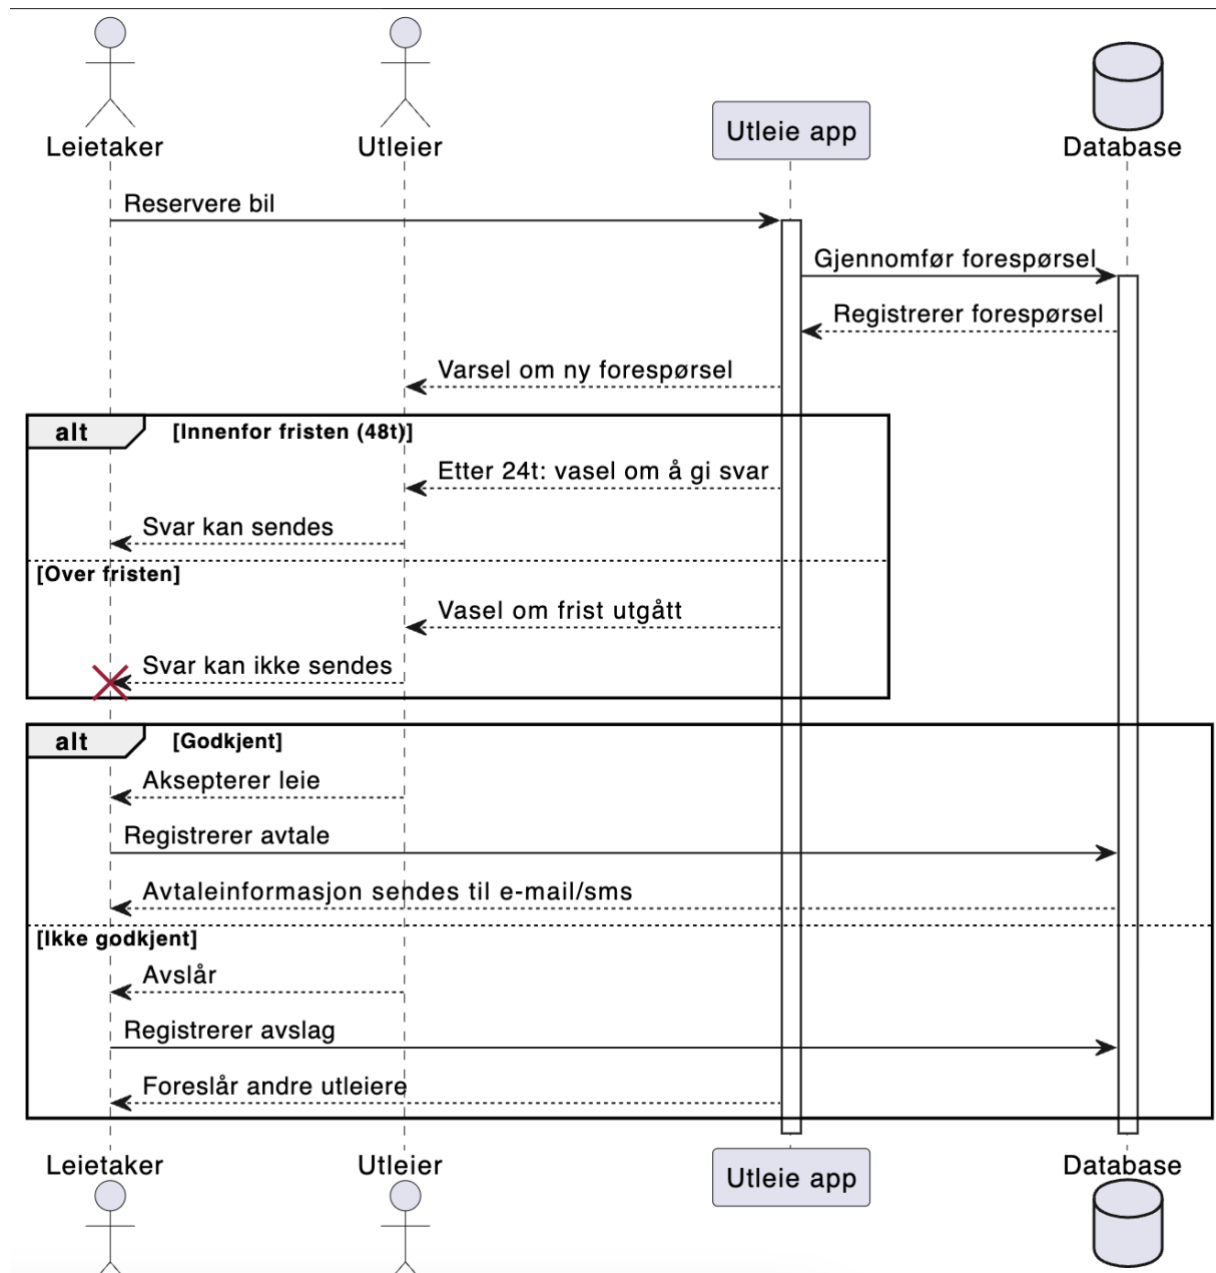 Leietaker
Utleier
Utleie app
Database
Reservere bil
Gjennomfør forespørsel
Registrerer forespørsel
Varsel om ny forespørsel
alt
[Innenfor fristen (48t)]
Etter 24t: vasel om å gi svar
Svar kan sendes
[Over fristen]
Vasel om frist utgått
Svar kan ikke sendes
alt
[Godkjent]
Aksepterer leie
Registrerer avtale
Avtaleinformasjon sendes til e-mail/sms
[Ikke godkjent]
Avslår
Registrerer avslag
Foreslår andre utleiere
Leietaker
Utleier
Utleie app
Database